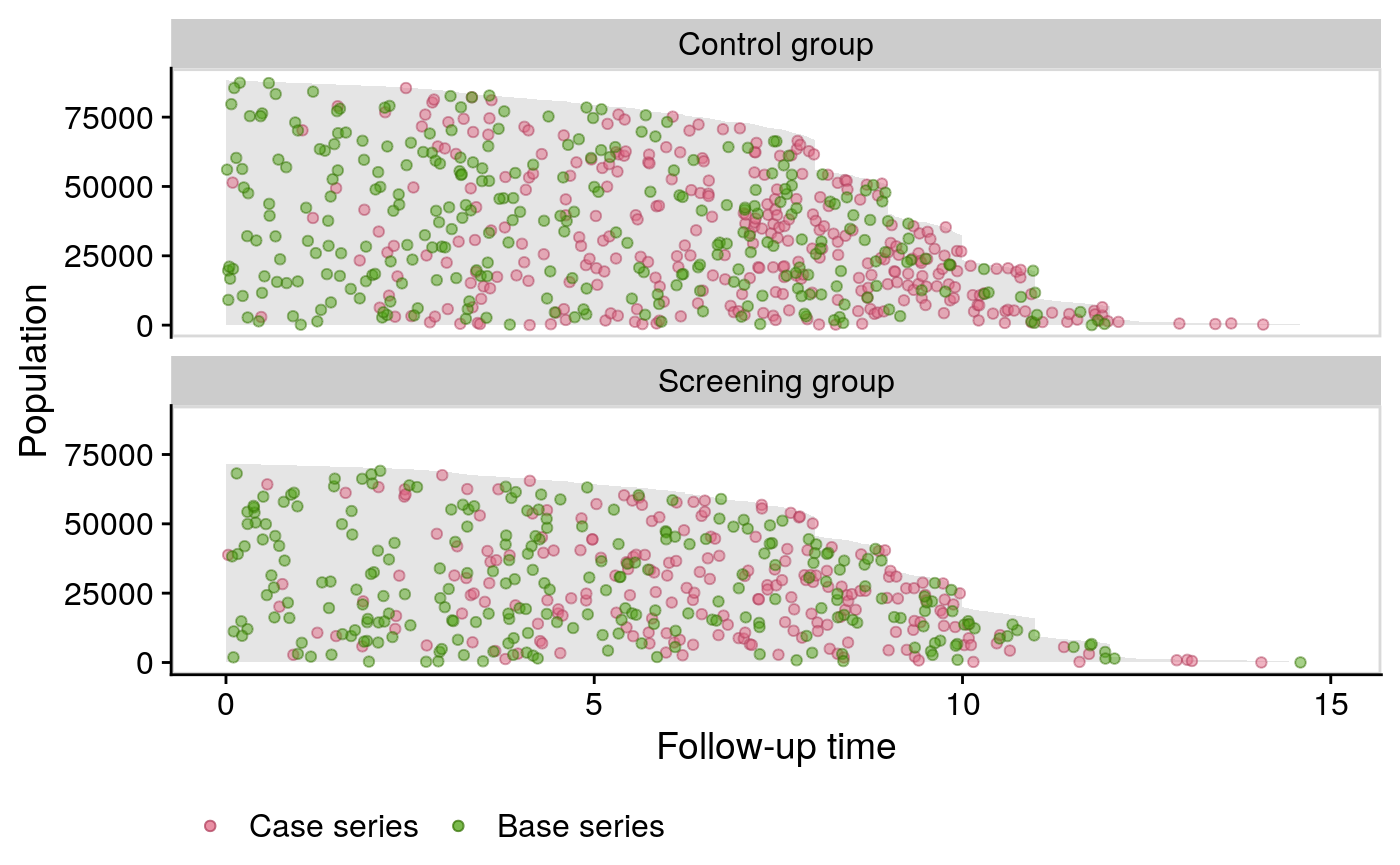 Control group
75000
50000
25000
0
Population
Screening group
75000
50000
25000
0
0 5 10 15
Follow-up time
Case series Base series